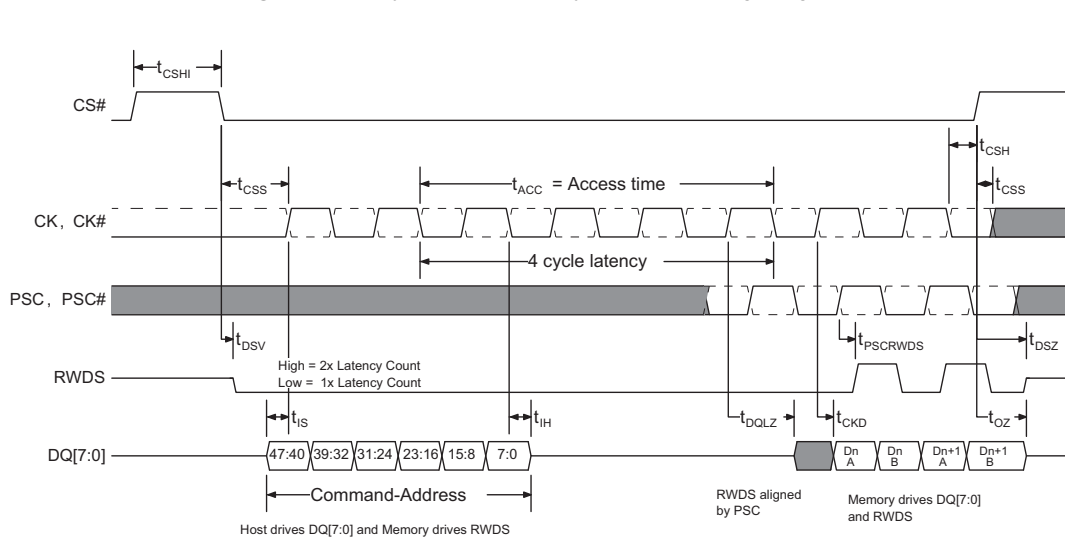 tCSHI
CS#
tCSH
tCSS
tACC = Access time
tCSS
CK, CK#
4 cycle latency
PSC, PSC#
tDSV
tPSCRWDS
tDSZ
High = 2x Latency Count
RWDS
Low = 1x Latency Count
tIS
tIH
tDQLZ
tCKD
tOZ
DQ[7:0]
47:40 39:32 31:24 23:16 15:8 7:0
Dn A
Dn B
Dn+1 A
Dn+1 B
Command-Address
RWDS aligned
by PSC
Memory drives DQ[7:0]
and RWDS
Host drives DQ[7:0] and Memory drives RWDS